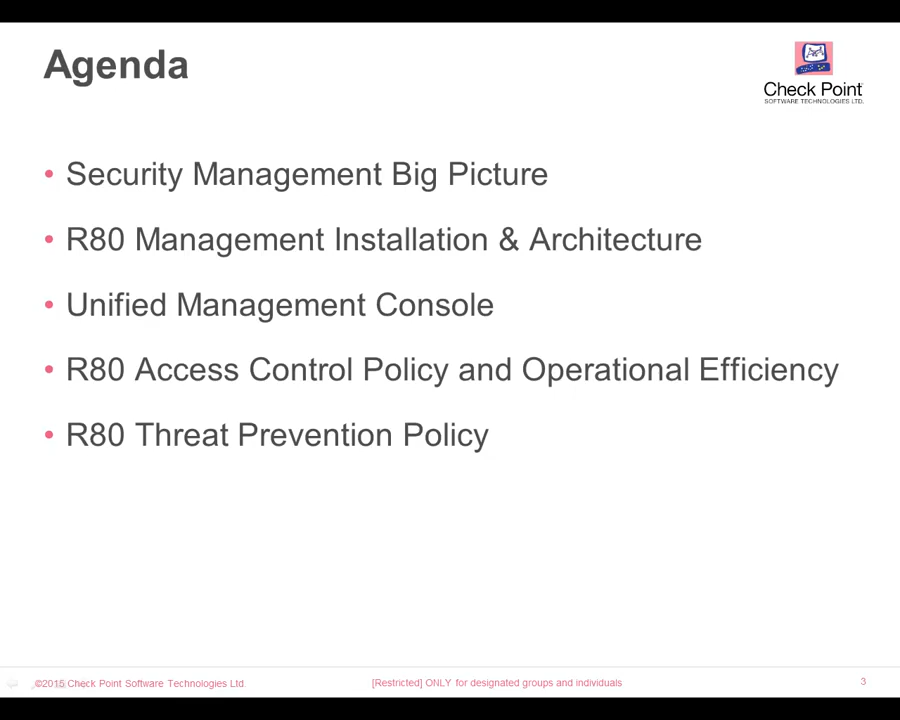 Agenda
Check Point
SOFTWARE TECHNOLOGIES LTD.
• Security Management Big Picture
• R80 Management Installation & Architecture
• Unified Management Console
• R80 Access Control Policy and Operational Efficiency
• R80 Threat Prevention Policy
©2015 Check Point Software Technologies Ltd.
[Restricted] ONLY for designated groups and individuals
3